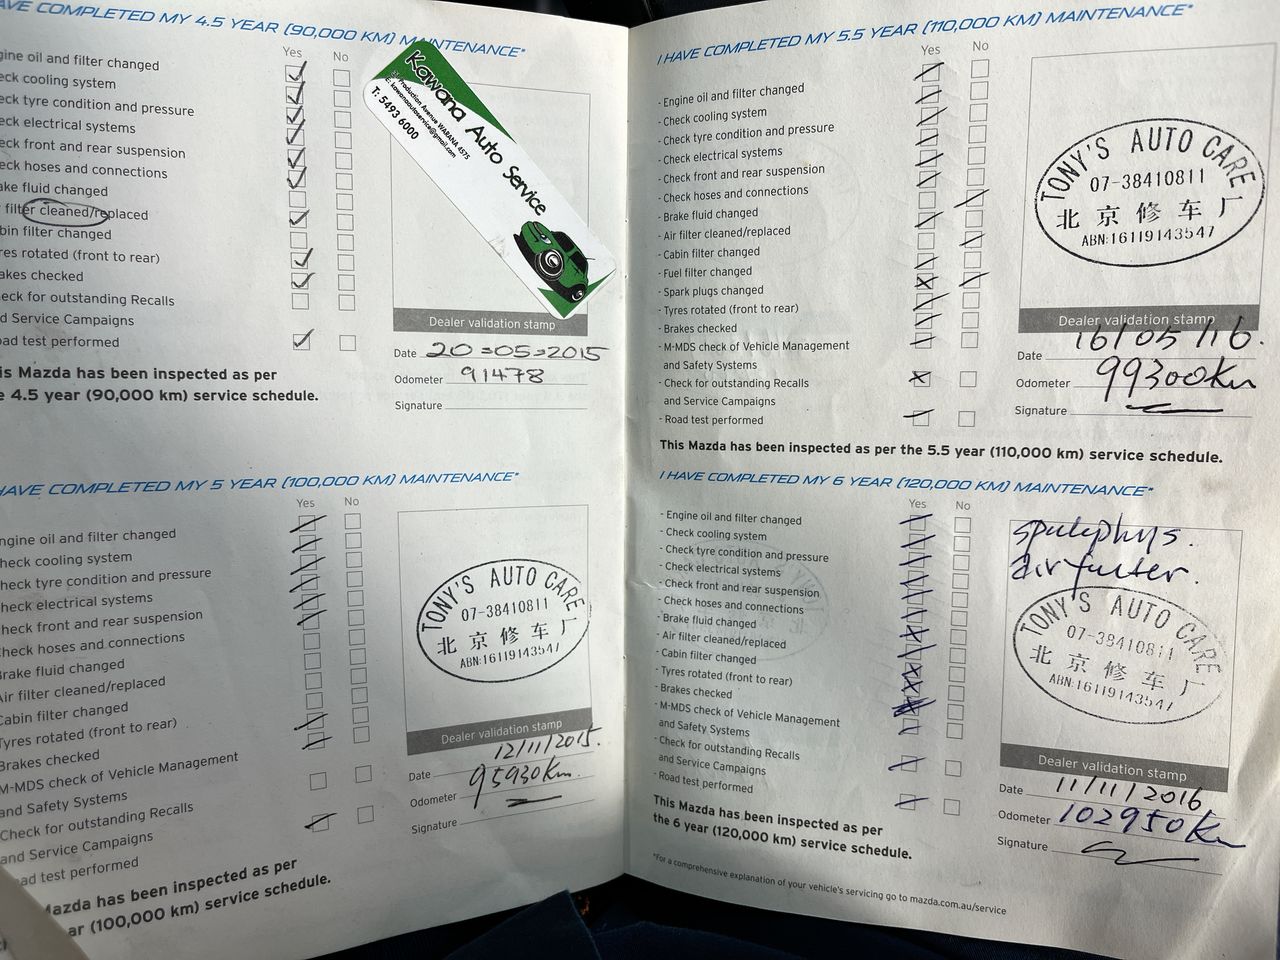 AVE COMPLETED MY 4.5 YEAR (90,000 KM) MAINTENANCE*
Yes No
gine oil and filter changed
eck cooling system
eck tyre condition and pressure
eck electrical systems
eck front and rear suspension
eck hoses and connections
ake fluid changed
filter cleaned/replaced
bin filter changed
res rotated (front to rear)
akes checked
eck for outstanding Recalls
d Service Campaigns
oad test performed
is Mazda has been inspected as per
e 4.5 year (90,000 km) service schedule.
Kawana Auto Service
Production Avenue WARANA 4575
E: kawanaautoservice@gmail.com
T: 5493 6000
Dealer validation stamp
Date 20=05=2015
Odometer 91478
Signature
HAVE COMPLETED MY 5 YEAR (100,000 KM) MAINTENANCE*
Yes No
ngine oil and filter changed
heck cooling system
heck tyre condition and pressure
heck electrical systems
heck front and rear suspension
heck hoses and connections
Brake fluid changed
Air filter cleaned/replaced
Cabin filter changed
Tyres rotated (front to rear)
Brakes checked
M-MDS check of Vehicle Management
and Safety Systems
Check for outstanding Recalls
and Service Campaigns
oad test performed
Mazda has been inspected as per
ar (100,000 km) service schedule.
TONY'S AUTO CARE
07-38410811
北京修车厂
ABN:16119143547
Dealer validation stamp
Date 12/11/2015.
Odometer 95930Km
Signature
I HAVE COMPLETED MY 5.5 YEAR (110,000 KM) MAINTENANCE*
Yes No
- Engine oil and filter changed
- Check cooling system
- Check tyre condition and pressure
- Check electrical systems
- Check front and rear suspension
- Check hoses and connections
- Brake fluid changed
- Air filter cleaned/replaced
- Cabin filter changed
- Fuel filter changed
- Spark plugs changed
- Tyres rotated (front to rear)
- Brakes checked
- M-MDS check of Vehicle Management
and Safety Systems
- Check for outstanding Recalls
and Service Campaigns
- Road test performed
This Mazda has been inspected as per the 5.5 year (110,000 km) service schedule.
TONY'S AUTO CARE
07-38410811
北京修车厂
ABN:16119143547
Dealer validation stamp
Date 16/05/16.
Odometer 99300Km
Signature
I HAVE COMPLETED MY 6 YEAR (120,000 KM) MAINTENANCE*
Yes No
- Engine oil and filter changed
- Check cooling system
- Check tyre condition and pressure
- Check electrical systems
- Check front and rear suspension
- Check hoses and connections
- Brake fluid changed
- Air filter cleaned/replaced
- Cabin filter changed
- Tyres rotated (front to rear)
- Brakes checked
- M-MDS check of Vehicle Management
and Safety Systems
- Check for outstanding Recalls
and Service Campaigns
- Road test performed
This Mazda has been inspected as per
the 6 year (120,000 km) service schedule.
*For a comprehensive explanation of your vehicle's servicing go to mazda.com.au/service
air filter.
TONY'S AUTO CARE
07-38410811
北京修车厂
ABN:16119143547
Dealer validation stamp
Date 11/11/2016
Odometer 102950Km
Signature